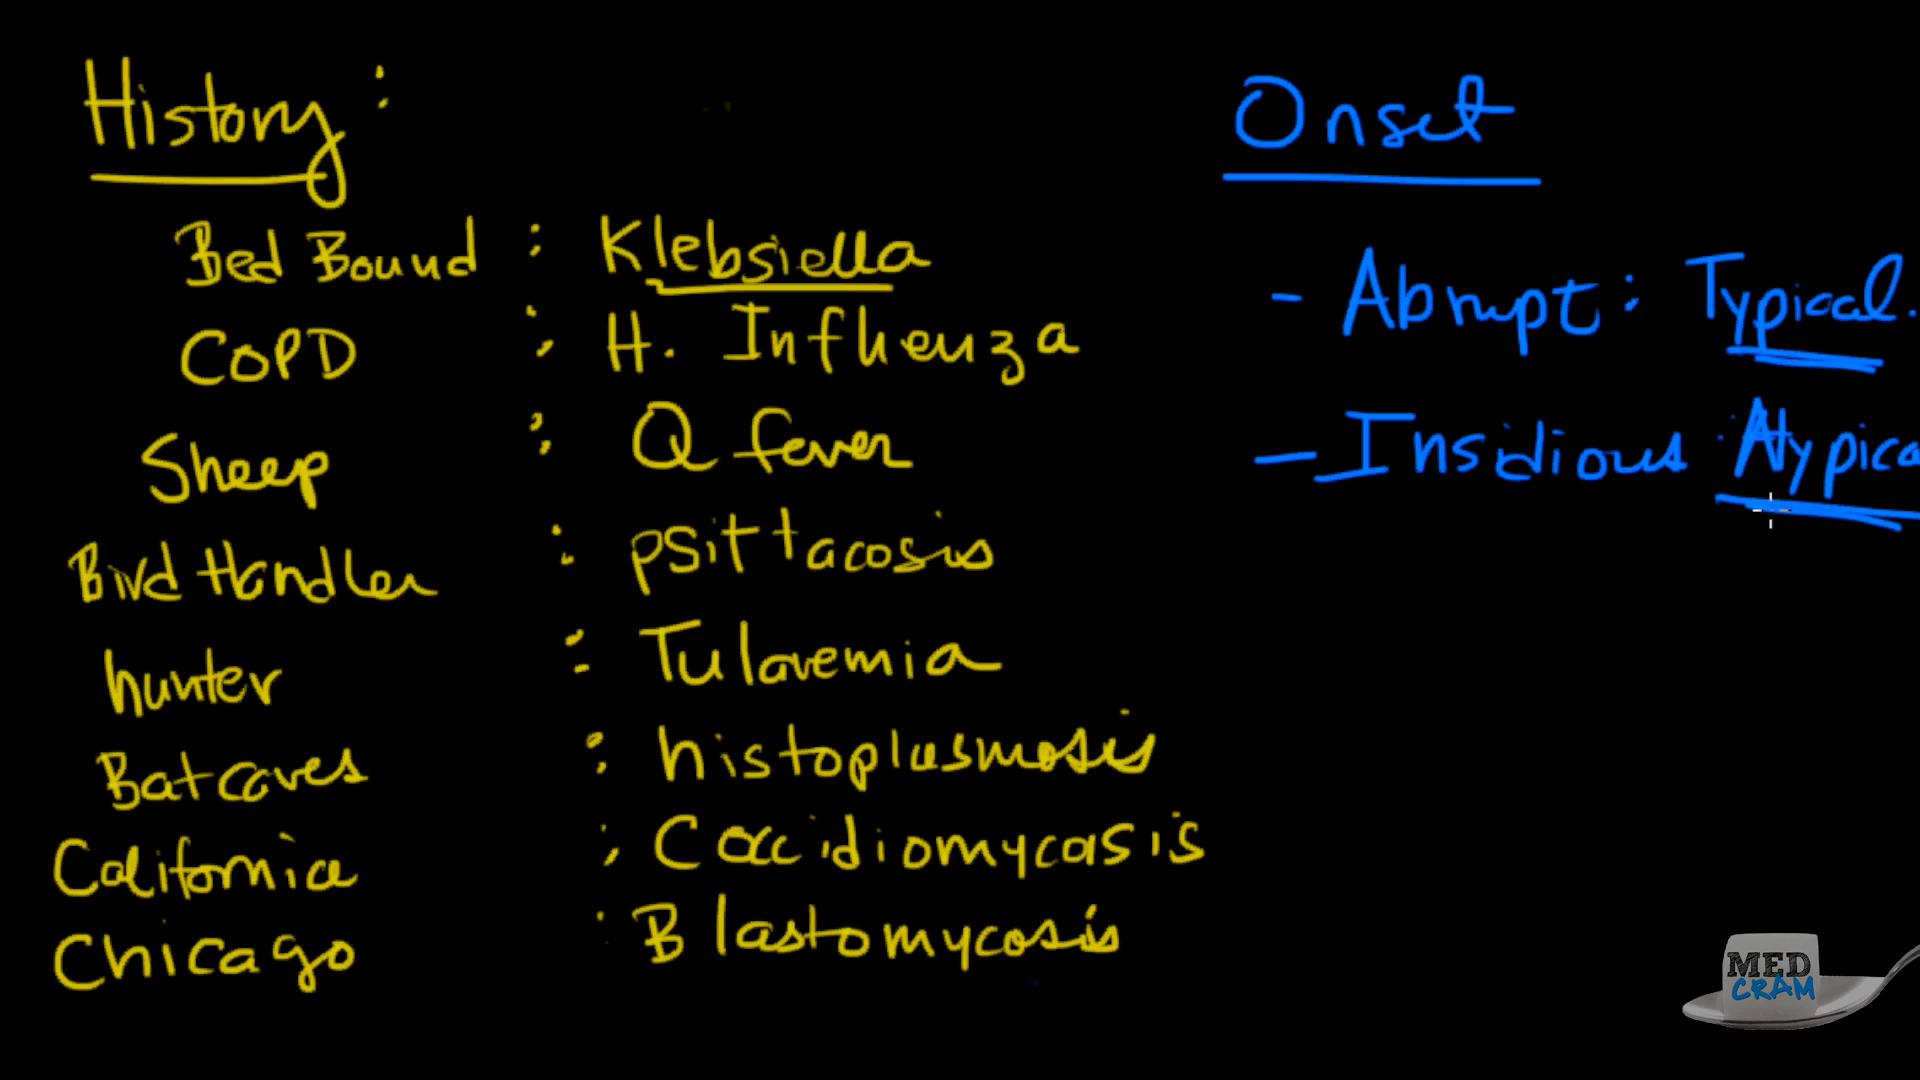 History:
Bed Bound : Klebsiella
COPD : H. Influenza
Sheep : Q fever
Bird Handler : psittacosis
hunter : Tularemia
Bat caves : histoplasmosis
California : Coccidiomycosis
Chicago : Blastomycosis
Onset
- Abrupt: Typical.
- Insidious : Atypica
MED
CRAM